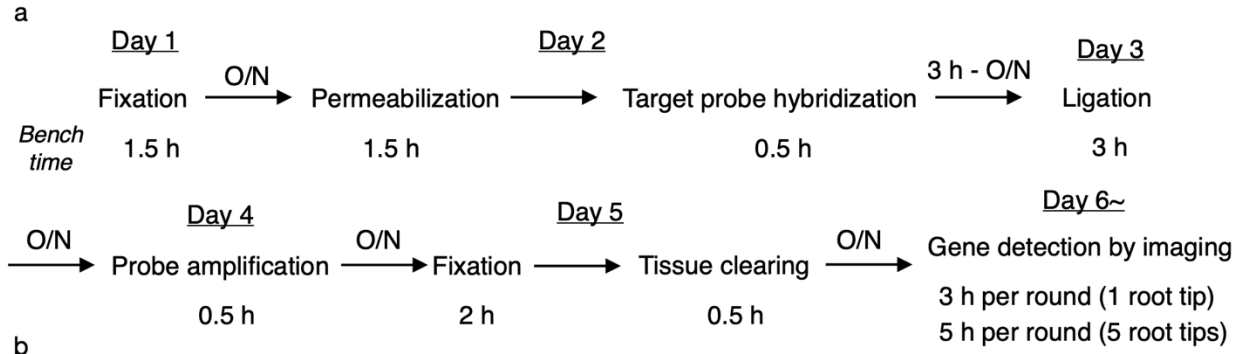 a
Day 1 Day 2 Day 3
O/N 3 h - O/N
Fixation Permeabilization Target probe hybridization Ligation
Bench time 1.5 h 1.5 h 0.5 h 3 h
Day 4 Day 5 Day 6~
O/N O/N O/N
Probe amplification Fixation Tissue clearing Gene detection by imaging
0.5 h 2 h 0.5 h 3 h per round (1 root tip)
5 h per round (5 root tips)
b